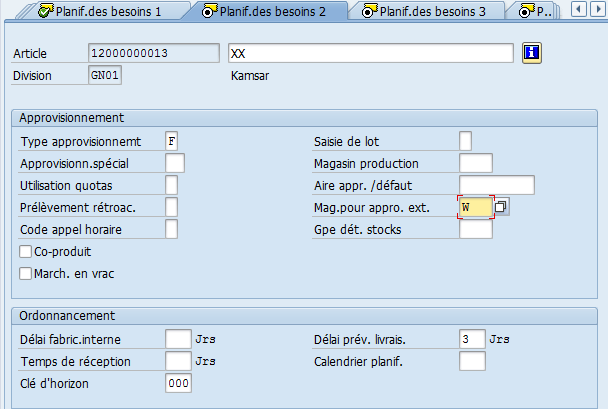 Planif.des besoins 1 Planif.des besoins 2 Planif.des besoins 3 P..
Article 12000000013 XX
Division GN01 Kamsar
Approvisionnement
Type approvisionnemt F Saisie de lot
Approvisionn.spécial Magasin production
Utilisation quotas Aire appr. /défaut
Prélèvement rétroac. Mag.pour appro. ext. W
Code appel horaire Gpe dét. stocks
Co-produit
March. en vrac
Ordonnancement
Délai fabric.interne Jrs Délai prév. livrais. 3 Jrs
Temps de réception Jrs Calendrier planif.
Clé d'horizon 000